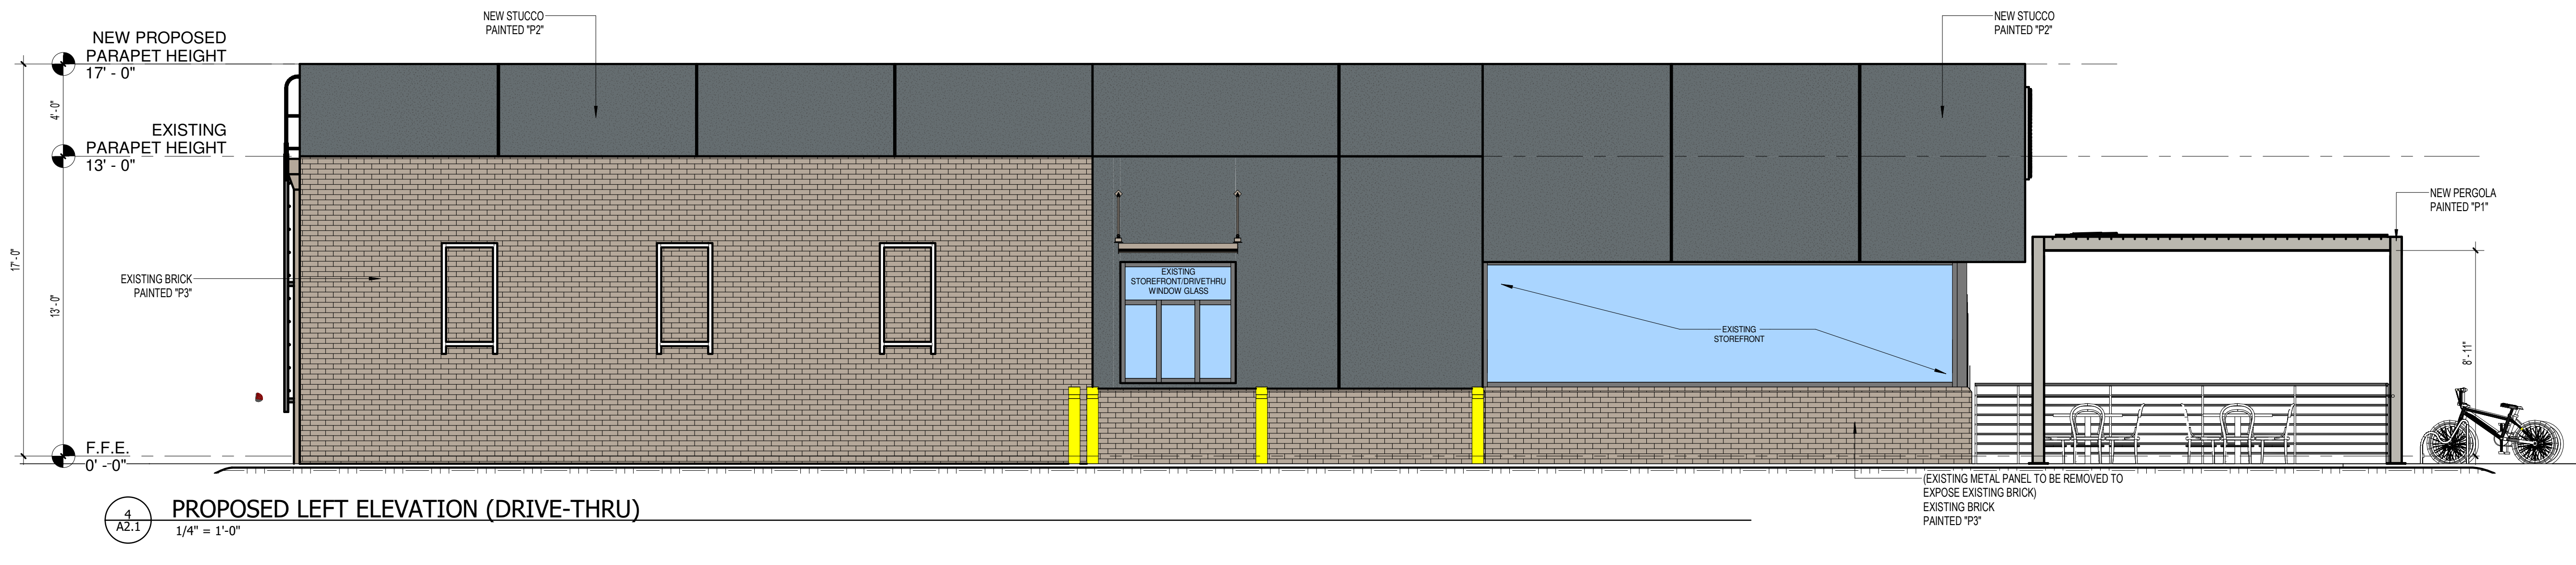 NEW STUCCO
PAINTED "P2"
NEW STUCCO
PAINTED "P2"
NEW PROPOSED
PARAPET HEIGHT
17' - 0"
4' - 0"
EXISTING
PARAPET HEIGHT
13' - 0"
17' - 0"
13' - 0"
EXISTING BRICK
PAINTED "P3"
EXISTING
STOREFRONT/DRIVETHRU
WINDOW GLASS
EXISTING
STOREFRONT
NEW PERGOLA
PAINTED "P1"
8' - 11"
F.F.E.
0' - 0"
(EXISTING METAL PANEL TO BE REMOVED TO
EXPOSE EXISTING BRICK)
EXISTING BRICK
PAINTED "P3"
4
A2.1
PROPOSED LEFT ELEVATION (DRIVE-THRU)
1/4" = 1'-0"